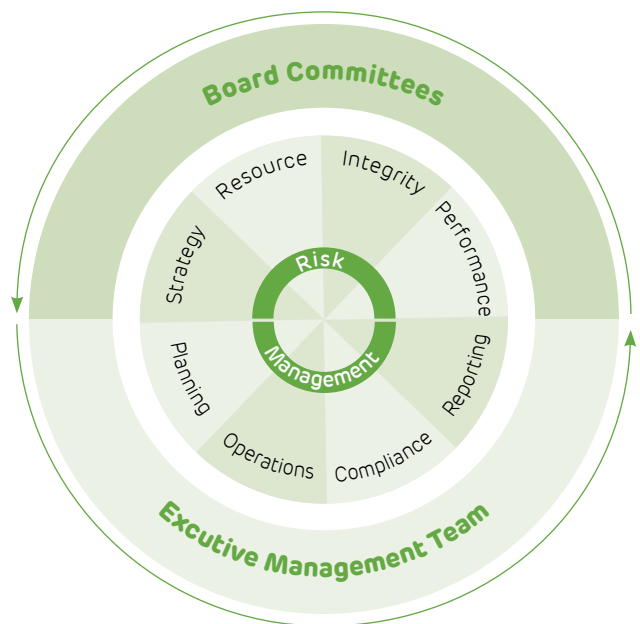 Board Committees
Resource
Integrity
Strategy
Performance
Risk
Management
Planning
Reporting
Operations
Compliance
Excutive Management Team